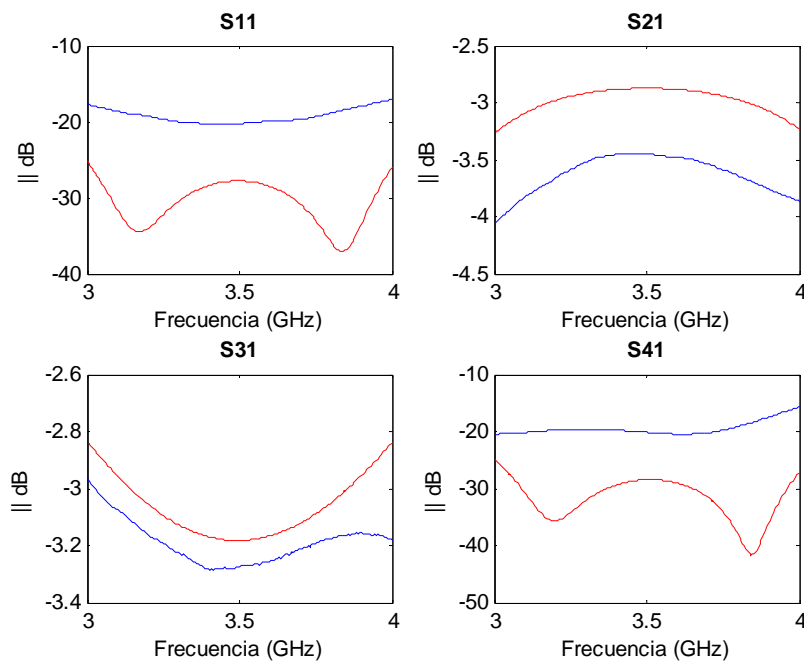 S11
-10
-20
-30
-40
|| dB
3
3.5
4
Frecuencia (GHz)
S21
-2.5
-3
-3.5
-4
-4.5
|| dB
3
3.5
4
Frecuencia (GHz)
S31
-2.6
-2.8
-3
-3.2
-3.4
|| dB
3
3.5
4
Frecuencia (GHz)
S41
-10
-20
-30
-40
-50
|| dB
3
3.5
4
Frecuencia (GHz)